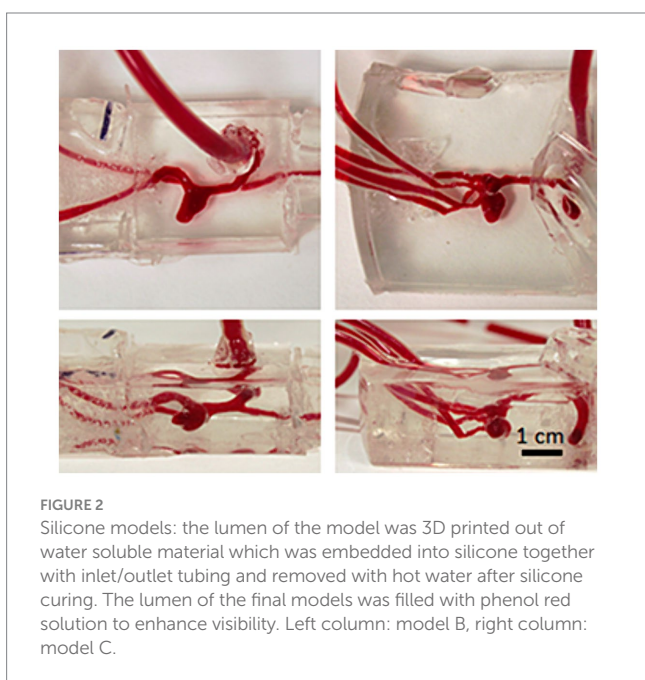 1 cm
FIGURE 2
Silicone models: the lumen of the model was 3D printed out of
water soluble material which was embedded into silicone together
with inlet/outlet tubing and removed with hot water after silicone
curing. The lumen of the final models was filled with phenol red
solution to enhance visibility. Left column: model B, right column:
model C.